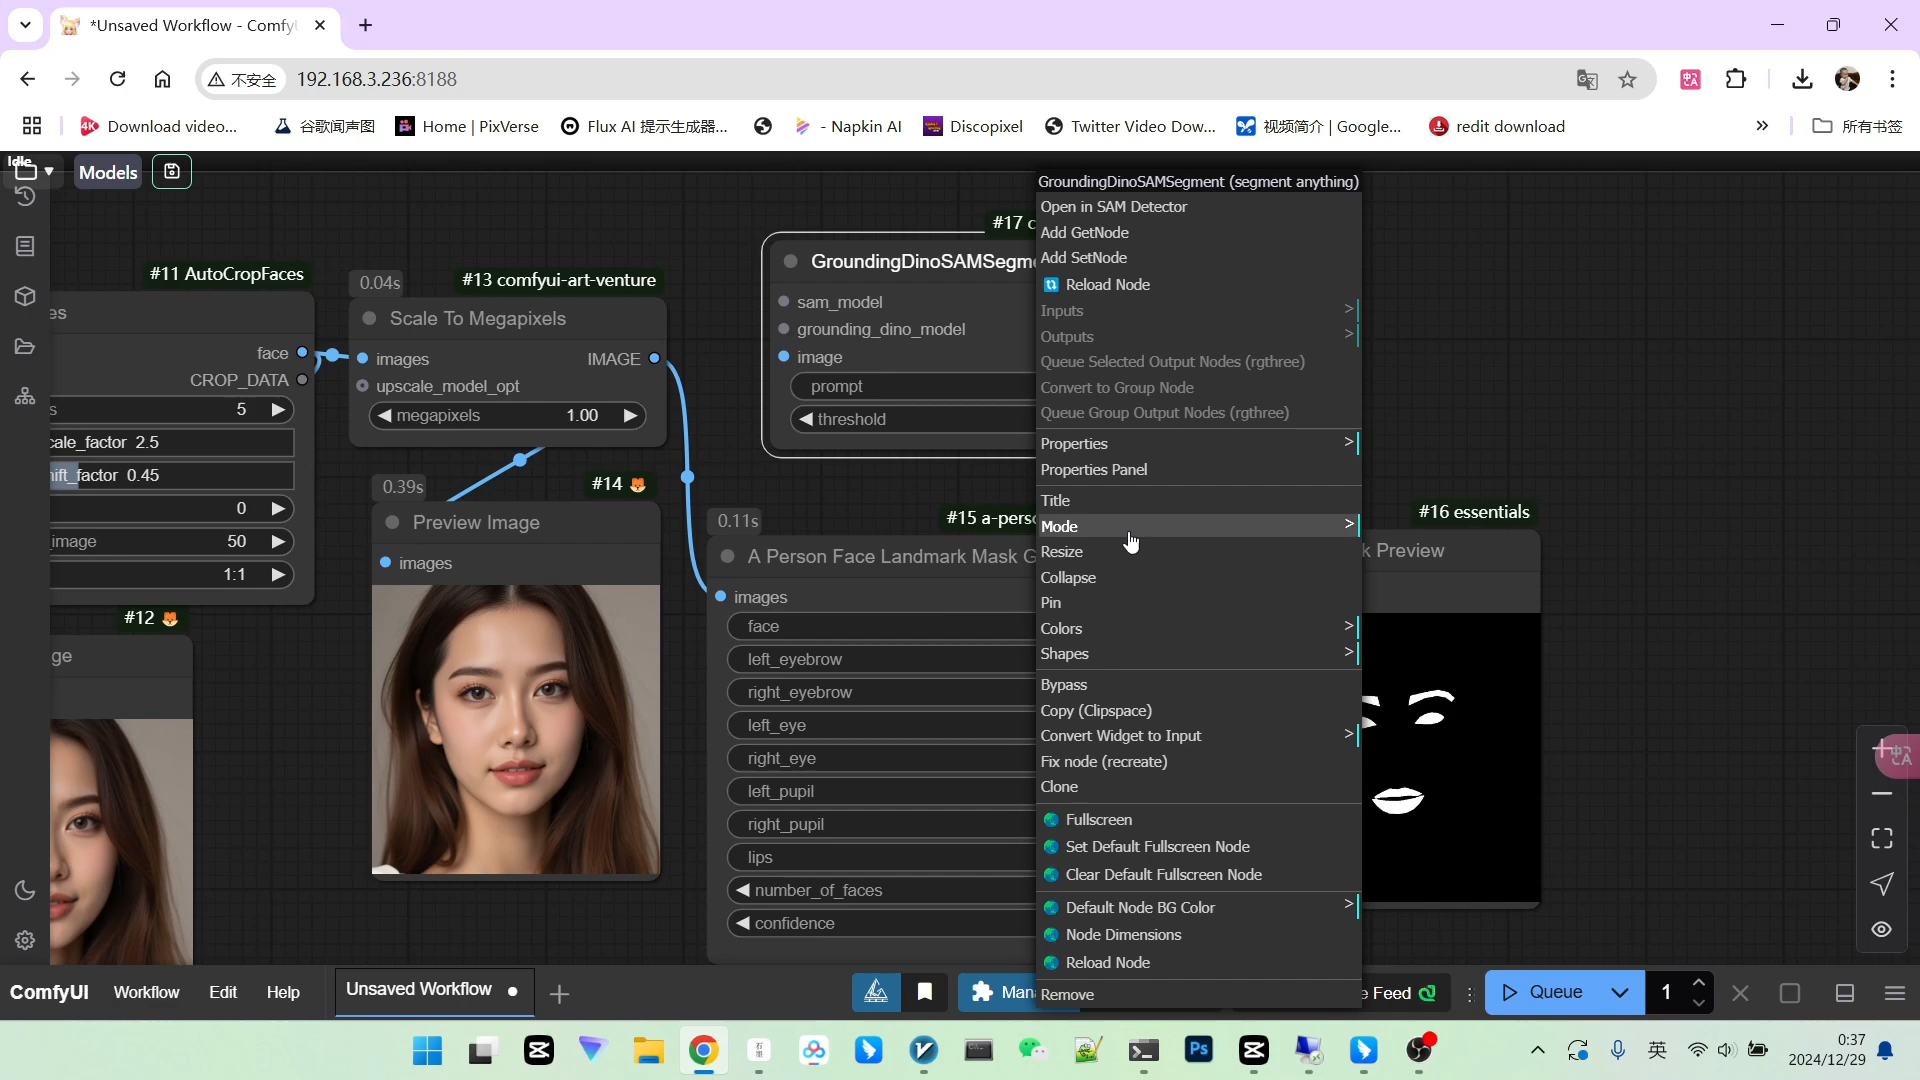 *Unsaved Workflow - Comfy
不安全
192.168.3.236:8188
Download video...
谷歌闻声图
Home | PixVerse
Flux AI 提示生成器...
- Napkin AI
Discopixel
Twitter Video Dow...
视频简介 | Google...
redit download
所有书签
Idle
Models
#11 AutoCropFaces
es
face
CROP_DATA
s 5
cale_factor 2.5
hift_factor 0.45
0
_image 50
1:1
#12
ge
0.04s
#13 comfyui-art-venture
Scale To Megapixels
images
IMAGE
upscale_model_opt
megapixels 1.00
0.39s
#14
Preview Image
images
#17 c
GroundingDinoSAMSegme
sam_model
grounding_dino_model
image
prompt
threshold
0.11s
#15 a-perso
A Person Face Landmark Mask G
images
face
left_eyebrow
right_eyebrow
left_eye
right_eye
left_pupil
right_pupil
lips
number_of_faces
confidence
GroundingDinoSAMSegment (segment anything)
Open in SAM Detector
Add GetNode
Add SetNode
Reload Node
Inputs >
Outputs >
Queue Selected Output Nodes (rgthree)
Convert to Group Node
Queue Group Output Nodes (rgthree)
Properties >
Properties Panel
Title
Mode >
Resize
Collapse
Pin
Colors >
Shapes >
Bypass
Copy (Clipspace)
Convert Widget to Input >
Fix node (recreate)
Clone
Fullscreen
Set Default Fullscreen Node
Clear Default Fullscreen Node
Default Node BG Color >
Node Dimensions
Reload Node
Remove
#16 essentials
k Preview
中A
ComfyUI
Workflow
Edit
Help
Unsaved Workflow
Man
e Feed
Queue
1
英
0:37
2024/12/29